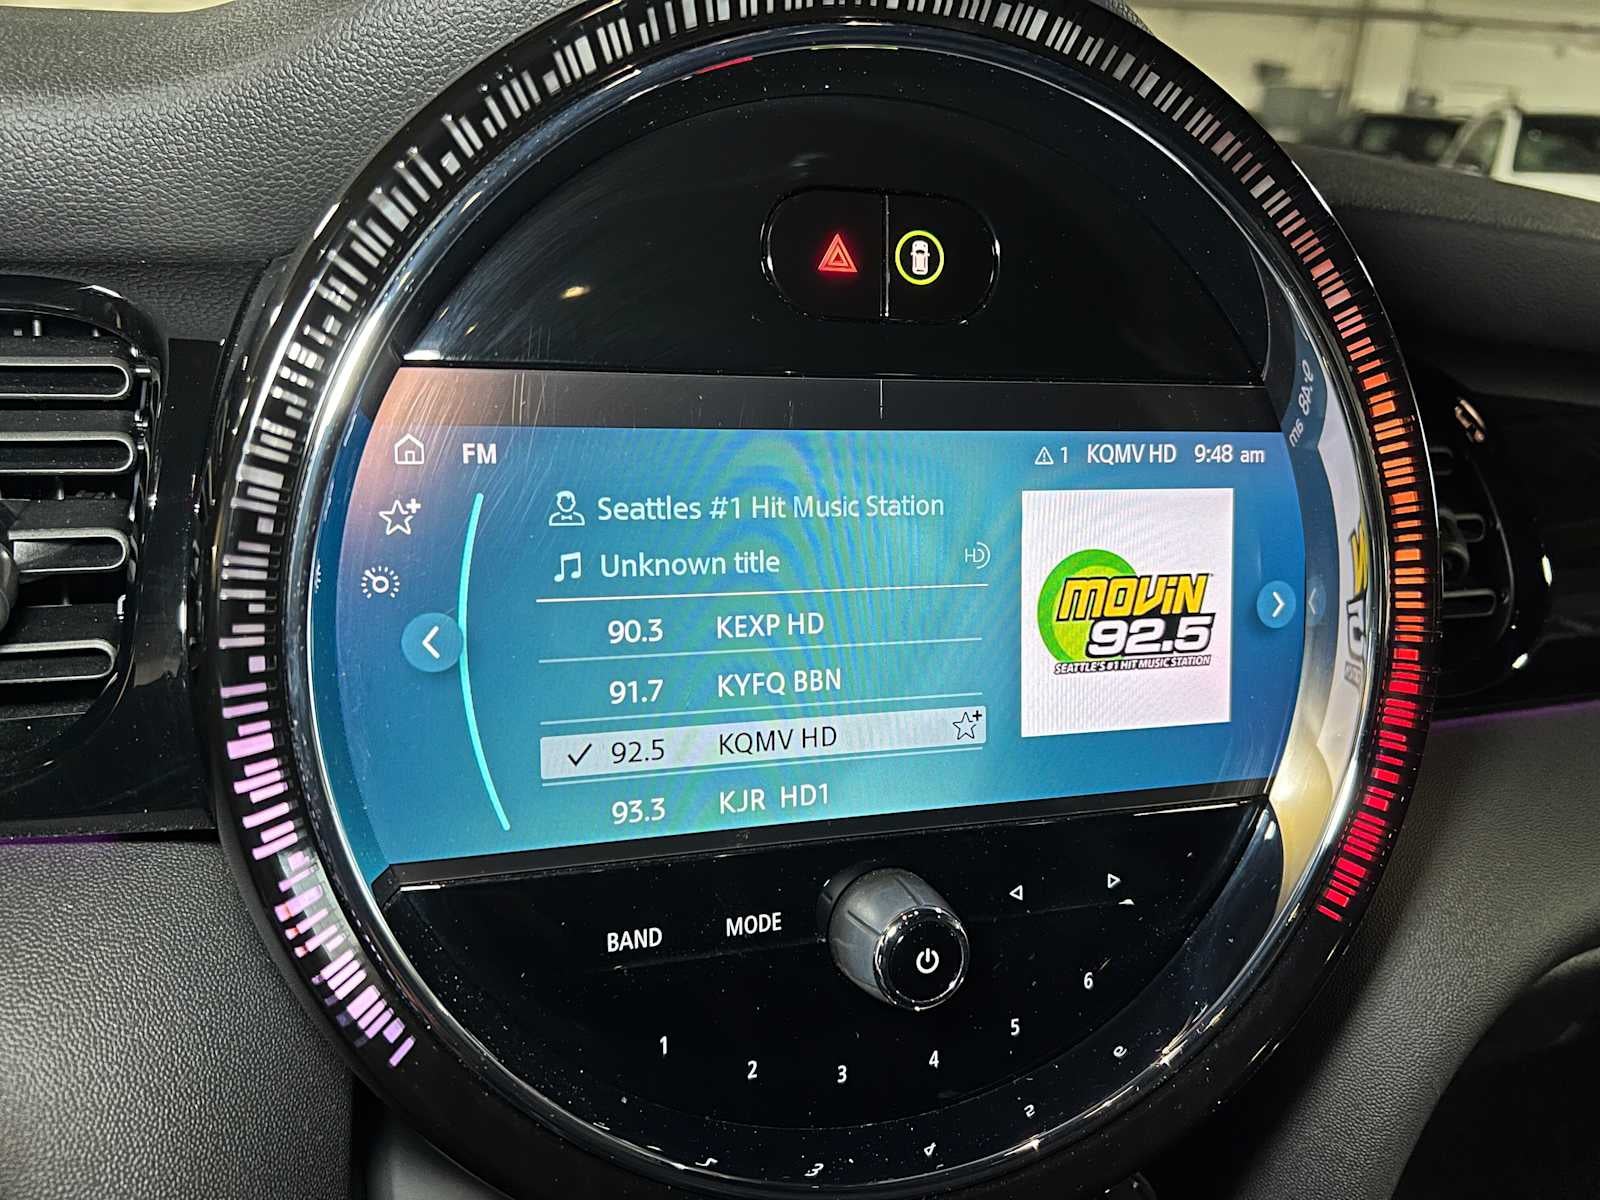 FM
1 KQMV HD 9:48 am
Seattles #1 Hit Music Station
Unknown title
HD
90.3 KEXP HD
91.7 KYFQ BBN
92.5 KQMV HD
93.3 KJR HD1
MOViN
92.5
SEATTLE'S #1 HIT MUSIC STATION
BAND
MODE
1
2
3
4
5
6